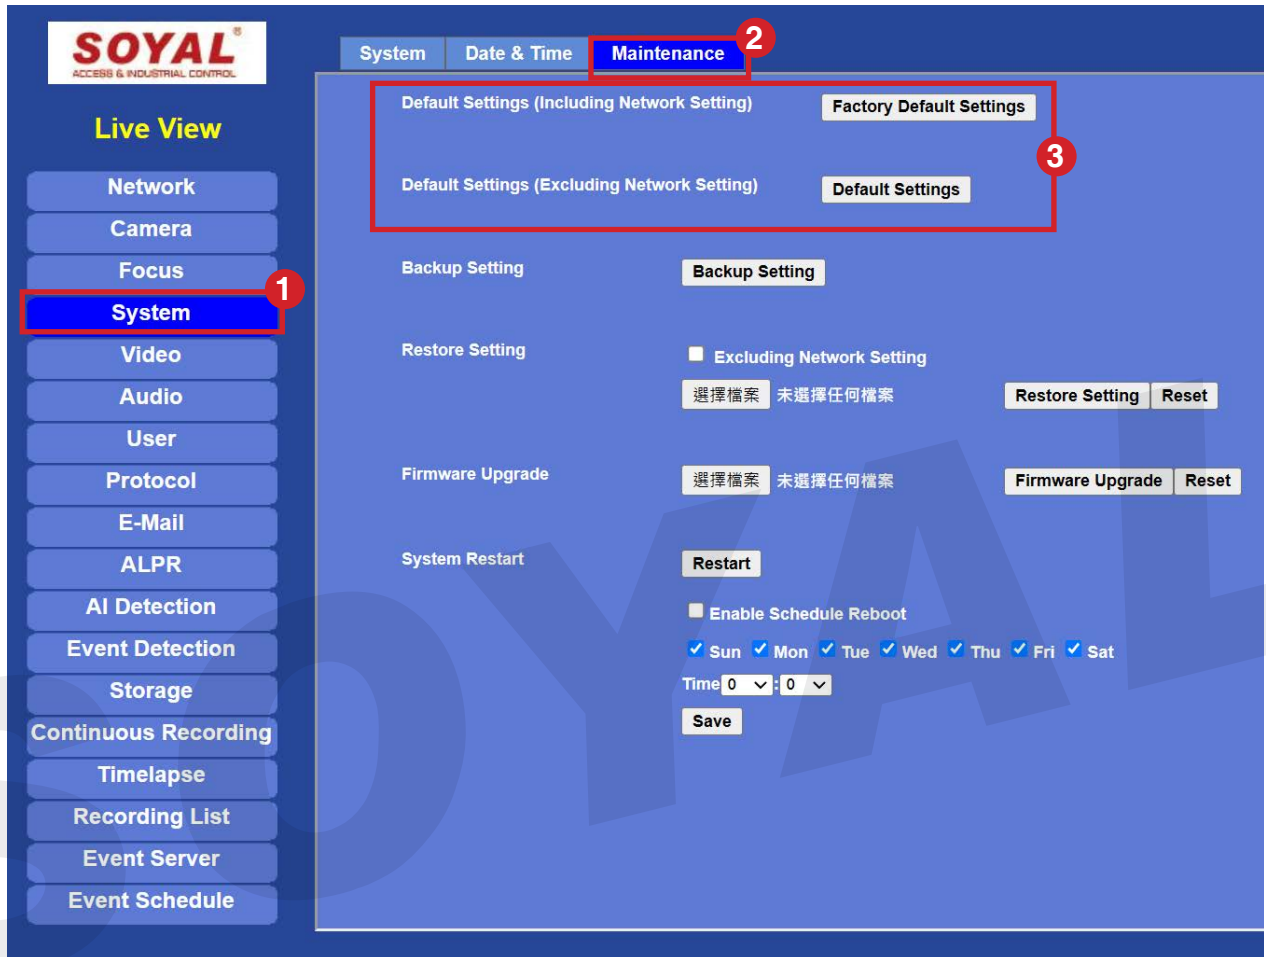 SOYAL®
ACCESS & INDUSTRIAL CONTROL
Live View
Network
Camera
Focus
1
System
Video
Audio
User
Protocol
E-Mail
ALPR
AI Detection
Event Detection
Storage
Continuous Recording
Timelapse
Recording List
Event Server
Event Schedule
System Date & Time Maintenance 2
Default Settings (Including Network Setting) Factory Default Settings
3
Default Settings (Excluding Network Setting) Default Settings
Backup Setting Backup Setting
Restore Setting Excluding Network Setting
選擇檔案 未選擇任何檔案 Restore Setting Reset
Firmware Upgrade 選擇檔案 未選擇任何檔案 Firmware Upgrade Reset
System Restart Restart
Enable Schedule Reboot
Sun Mon Tue Wed Thu Fri Sat
Time 0 : 0
Save
SOYAL